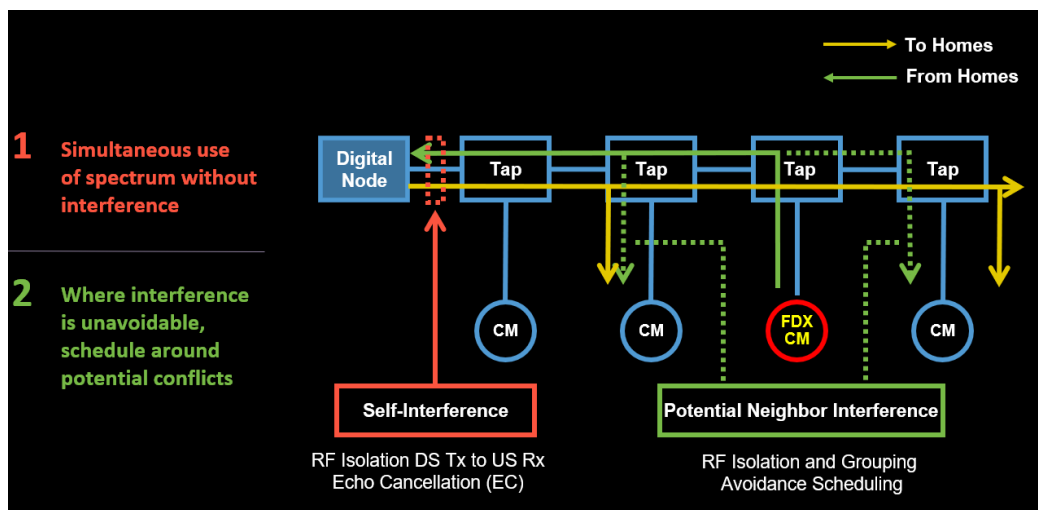 To Homes
From Homes
1
Simultaneous use
of spectrum without
interference
2
Where interference
is unavoidable,
schedule around
potential conflicts
Digital
Node
Tap
Tap
Tap
Tap
CM
CM
FDX
CM
CM
Self-Interference
Potential Neighbor Interference
RF Isolation DS Tx to US Rx
Echo Cancellation (EC)
RF Isolation and Grouping
Avoidance Scheduling